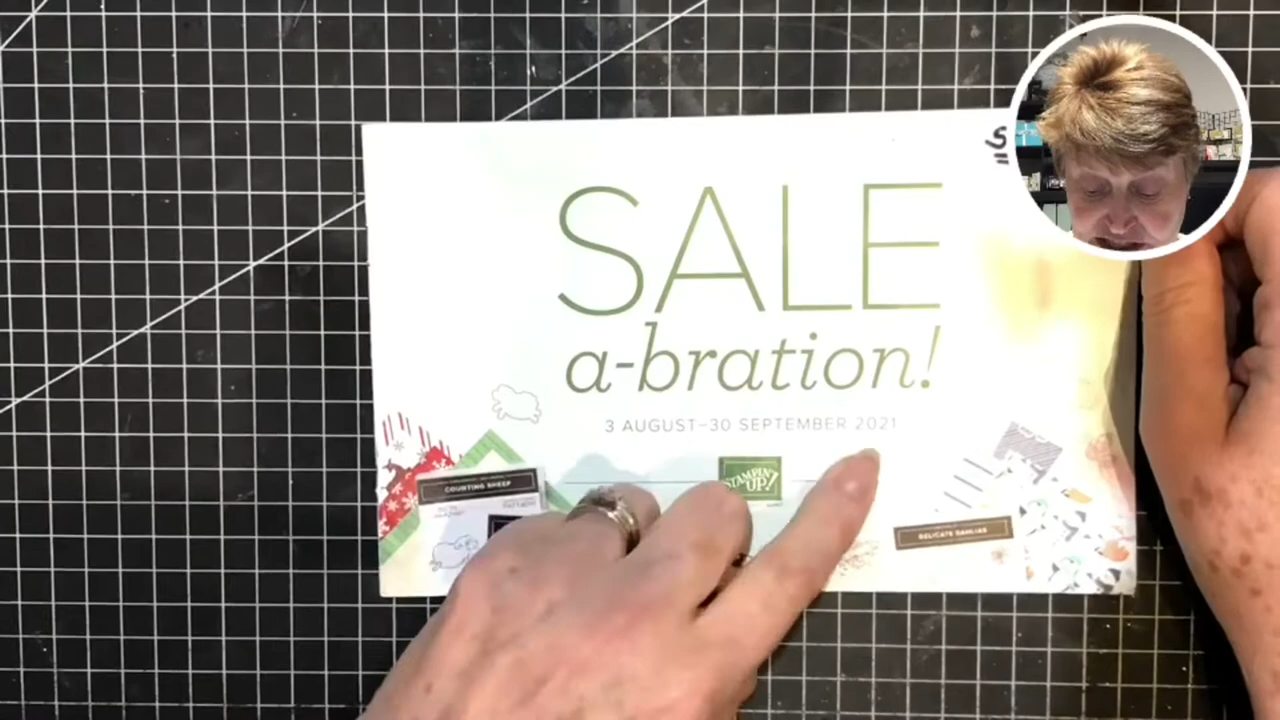 SALE
a-bration!
3 AUGUST–30 SEPTEMBER 2021
STAMPIN' UP!
COUNTING SHEEP
DELICATE DAHLIAS